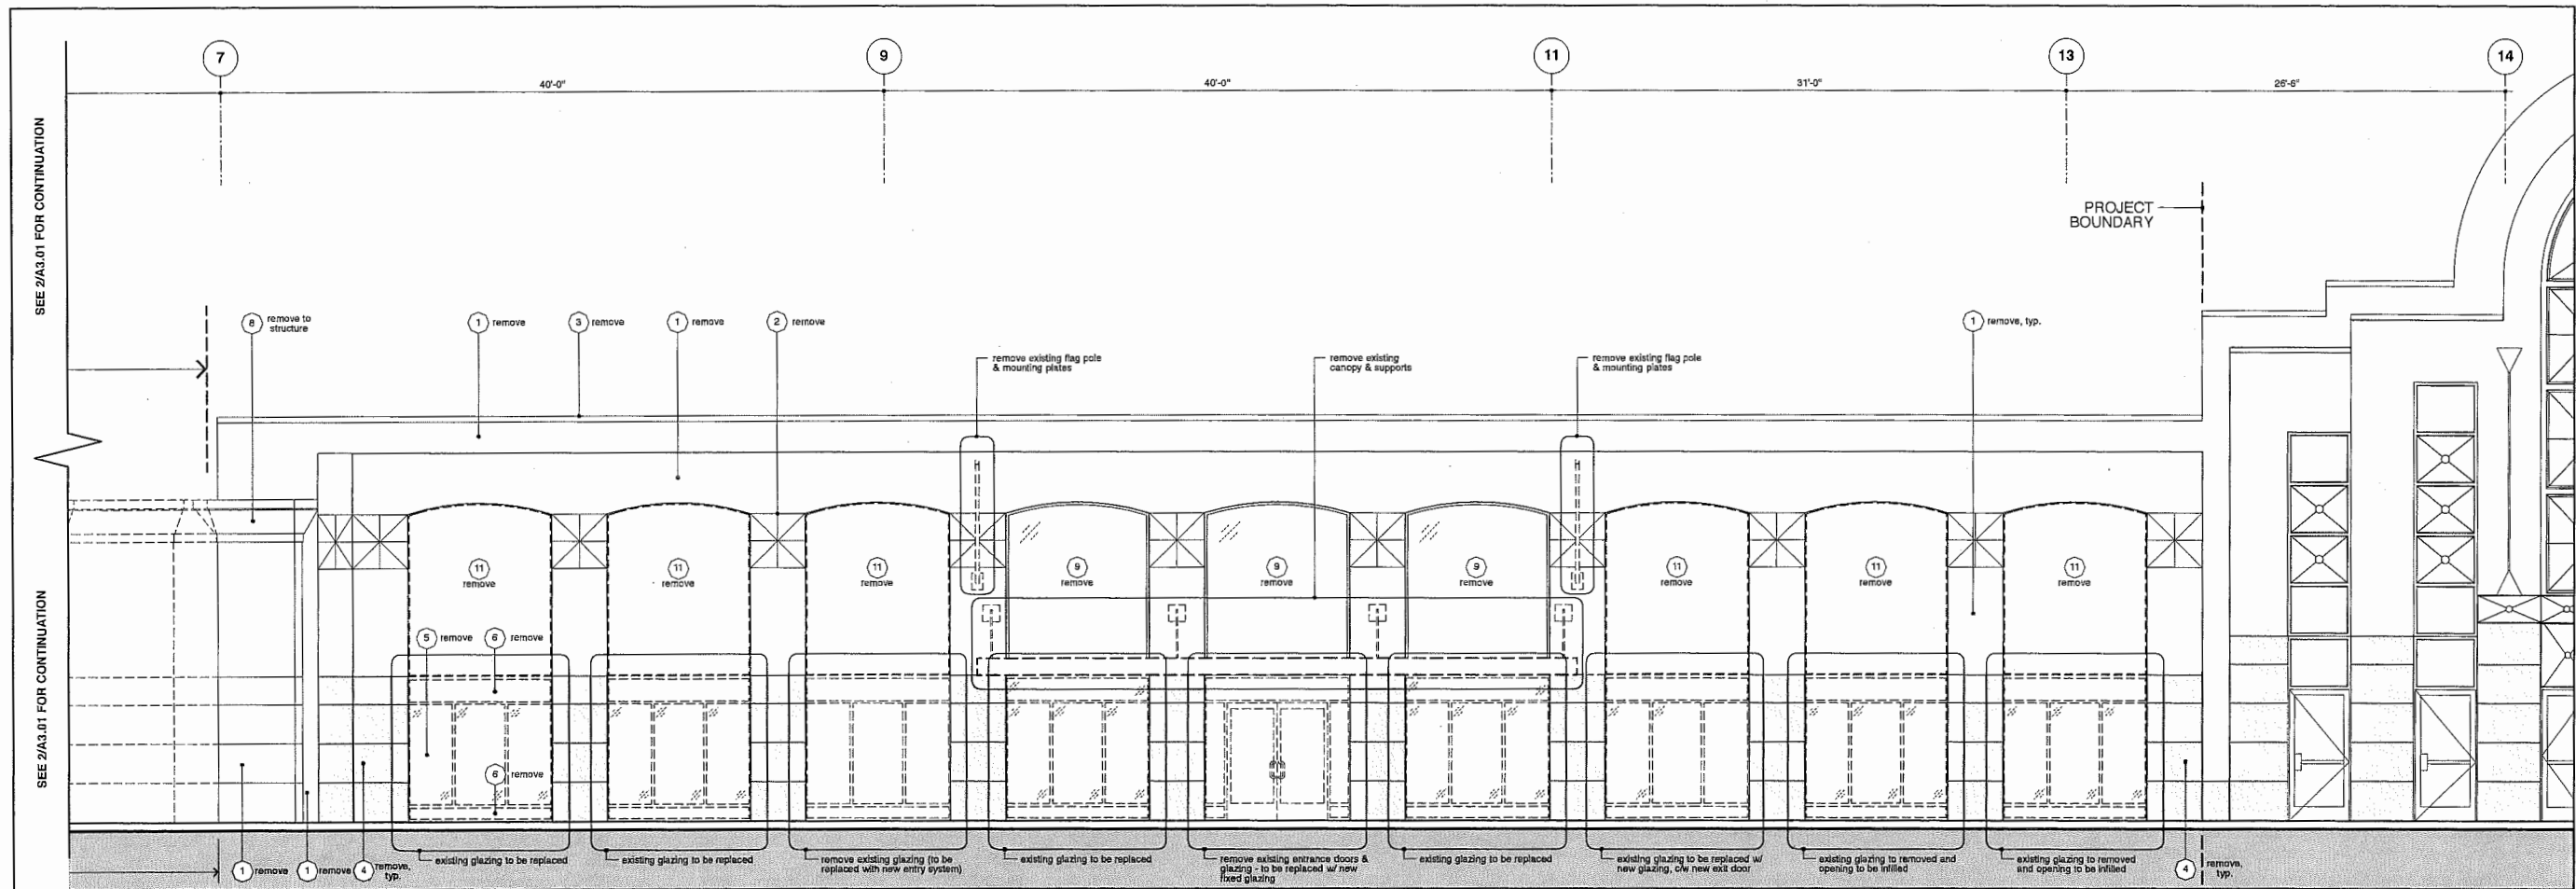 7
9
11
13
14
40'-0"
40'-0"
31'-0"
26'-6"
SEE 2/A3.01 FOR CONTINUATION
PROJECT
BOUNDARY
8 remove to
structure
1 remove
3 remove
1 remove
2 remove
1 remove, typ.
remove existing flag pole
& mounting plates
remove existing
canopy & supports
remove existing flag pole
& mounting plates
11
remove
11
remove
11
remove
9
remove
9
remove
9
remove
11
remove
11
remove
11
remove
SEE 2/A3.01 FOR CONTINUATION
5 remove
6 remove
6 remove
existing glazing to be replaced
existing glazing to be replaced
remove existing glazing (to be
replaced with new entry system)
existing glazing to be replaced
remove existing entrance doors &
glazing - to be replaced w/ new
fixed glazing
existing glazing to be replaced
existing glazing to be replaced w/
new glazing, c/w new exit door
existing glazing to removed and
opening to be infilled
existing glazing to removed
and opening to be infilled
1 remove
1 remove
4 remove,
typ.
4 remove,
typ.